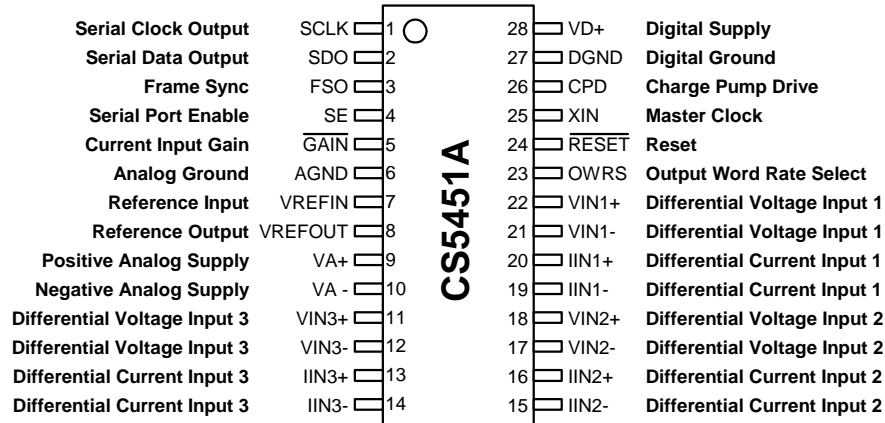 Serial Clock Output SCLK 1 28 VD+ Digital Supply
Serial Data Output SDO 2 27 DGND Digital Ground
Frame Sync FSO 3 26 CPD Charge Pump Drive
Serial Port Enable SE 4 25 XIN Master Clock
Current Input Gain GAIN 5 24 RESET Reset
Analog Ground AGND 6 23 OWRS Output Word Rate Select
Reference Input VREFIN 7 22 VIN1+ Differential Voltage Input 1
Reference Output VREFOUT 8 21 VIN1- Differential Voltage Input 1
Positive Analog Supply VA+ 9 20 IIN1+ Differential Current Input 1
Negative Analog Supply VA - 10 19 IIN1- Differential Current Input 1
Differential Voltage Input 3 VIN3+ 11 18 VIN2+ Differential Voltage Input 2
Differential Voltage Input 3 VIN3- 12 17 VIN2- Differential Voltage Input 2
Differential Current Input 3 IIN3+ 13 16 IIN2+ Differential Current Input 2
Differential Current Input 3 IIN3- 14 15 IIN2- Differential Current Input 2
CS5451A